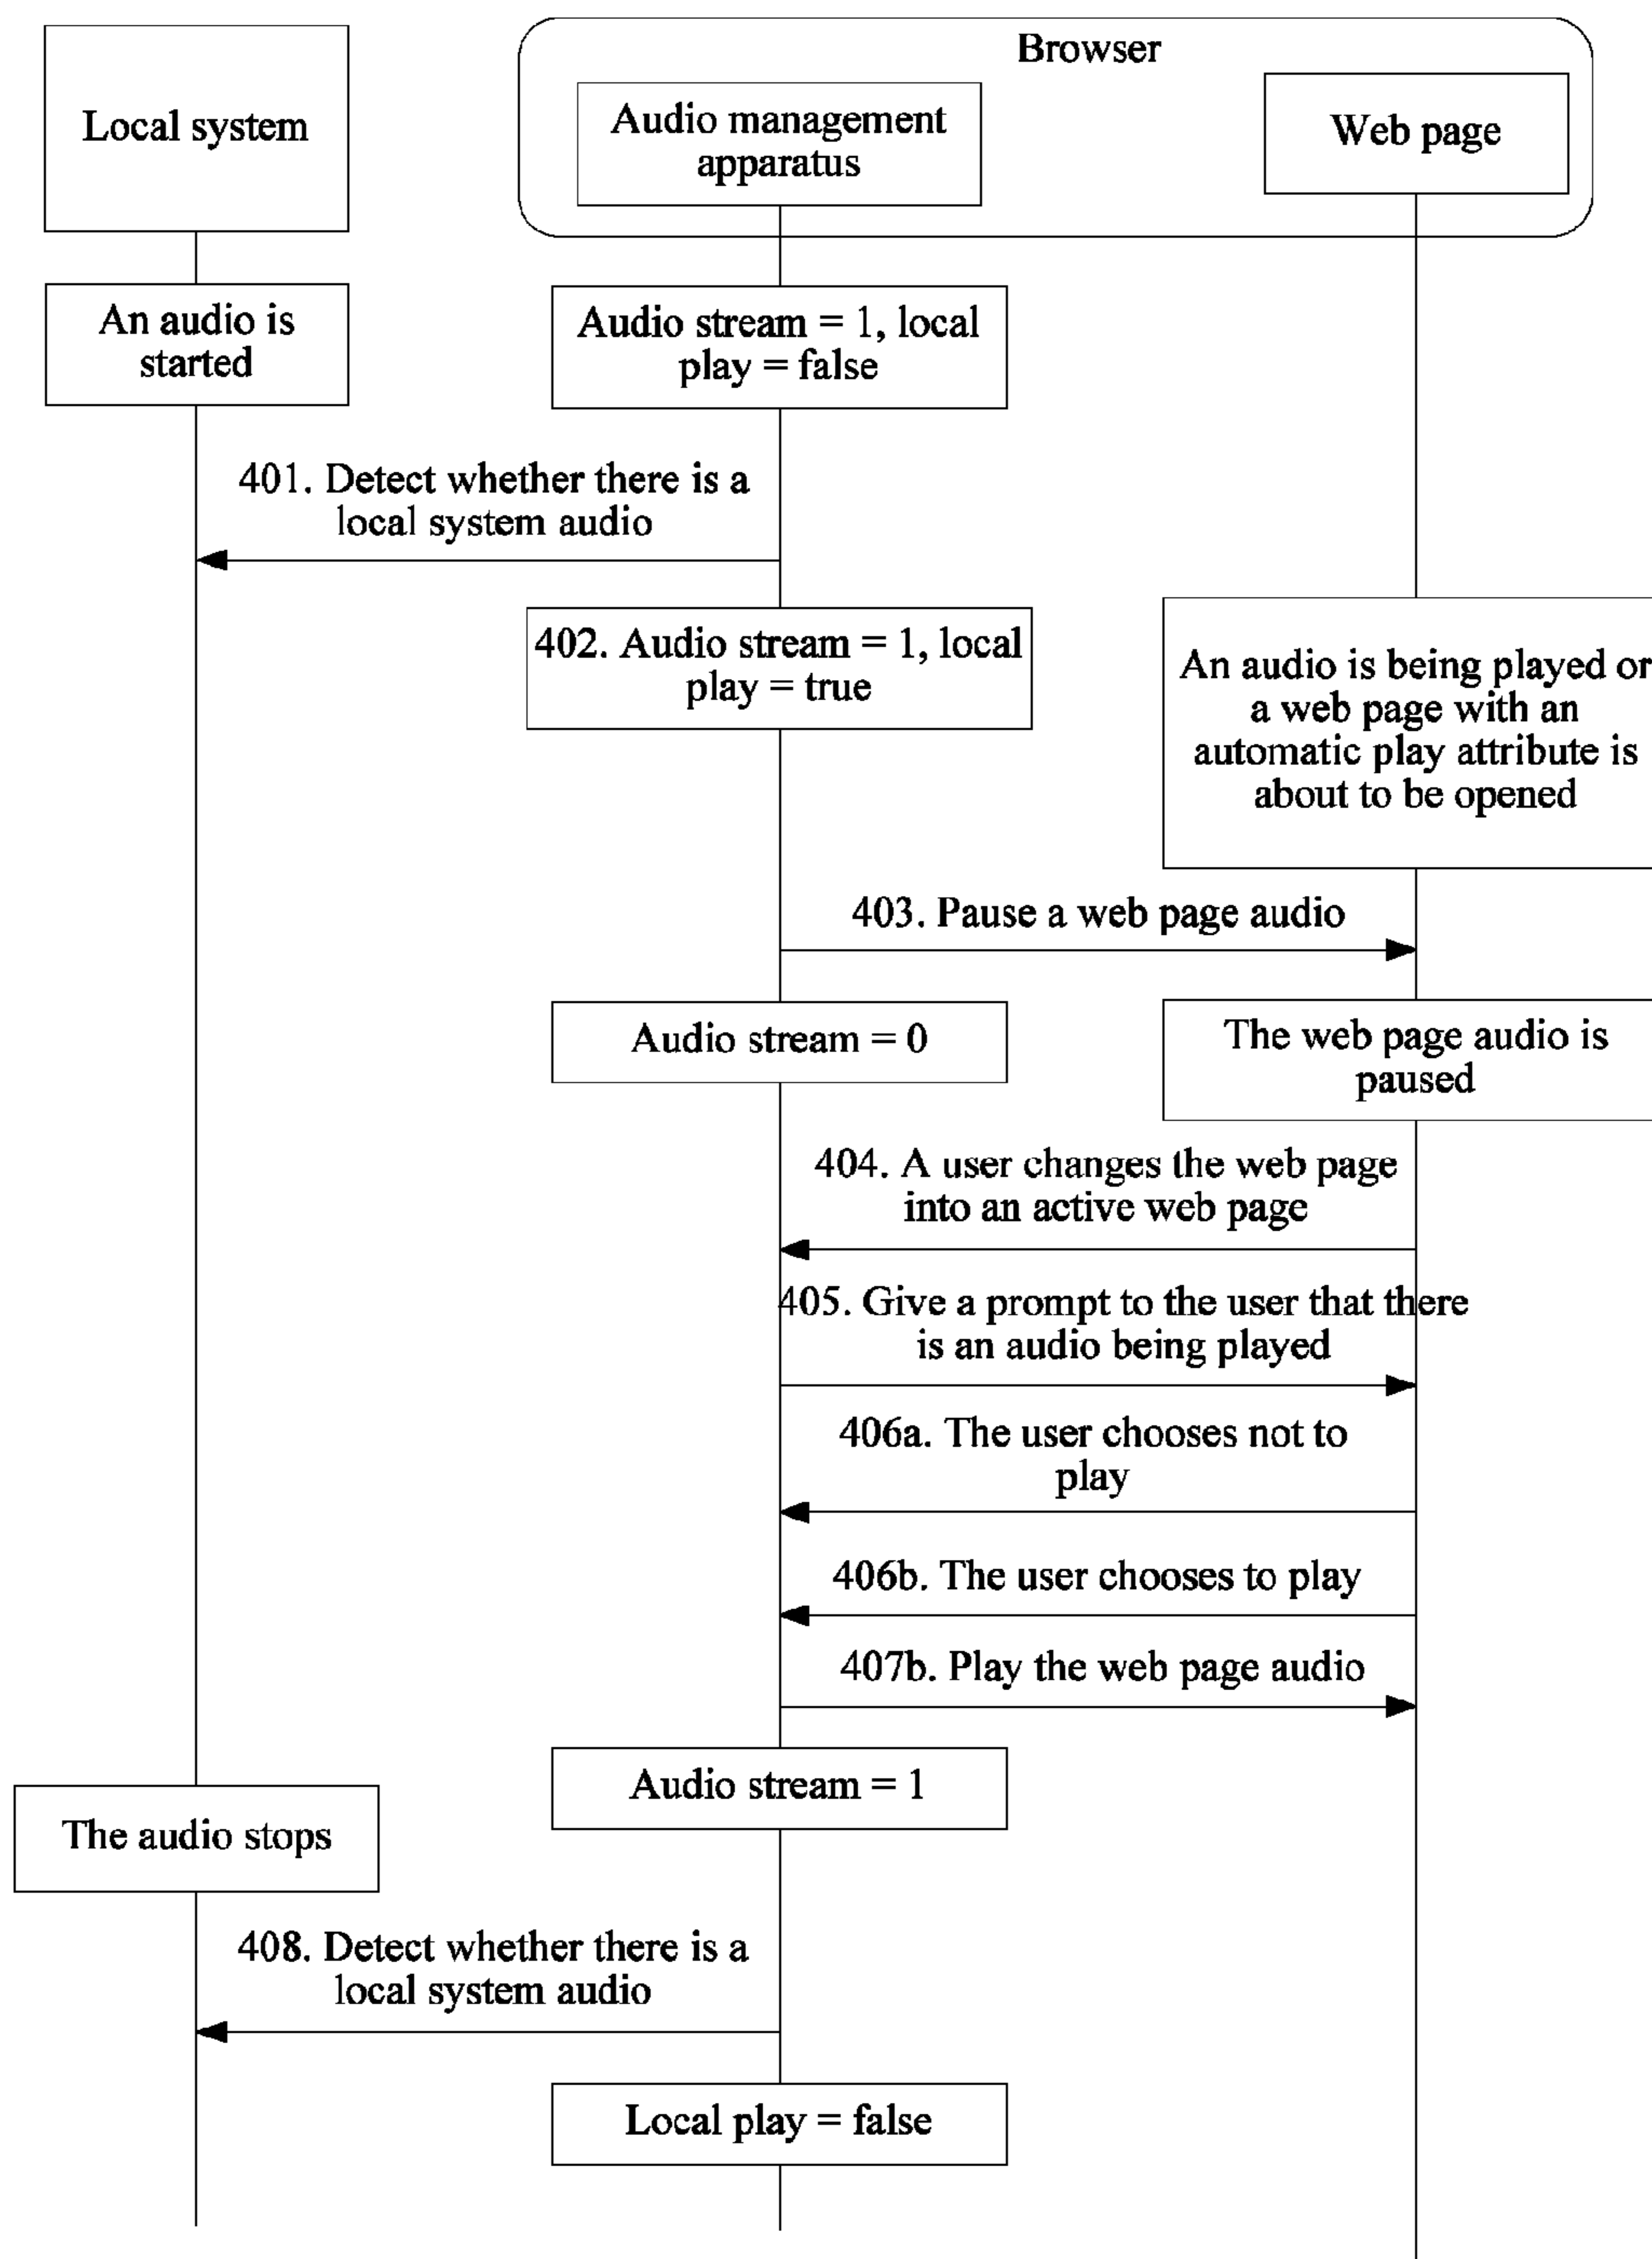 Browser
Local system
Audio management
apparatus
Web page
An audio is
started
Audio stream = 1, local
play = false
401. Detect whether there is a
local system audio
402. Audio stream = 1, local
play = true
An audio is being played or
a web page with an
automatic play attribute is
about to be opened
403. Pause a web page audio
Audio stream = 0
The web page audio is
paused
404. A user changes the web page
into an active web page
405. Give a prompt to the user that there
is an audio being played
406a. The user chooses not to
play
406b. The user chooses to play
407b. Play the web page audio
Audio stream = 1
The audio stops
408. Detect whether there is a
local system audio
Local play = false